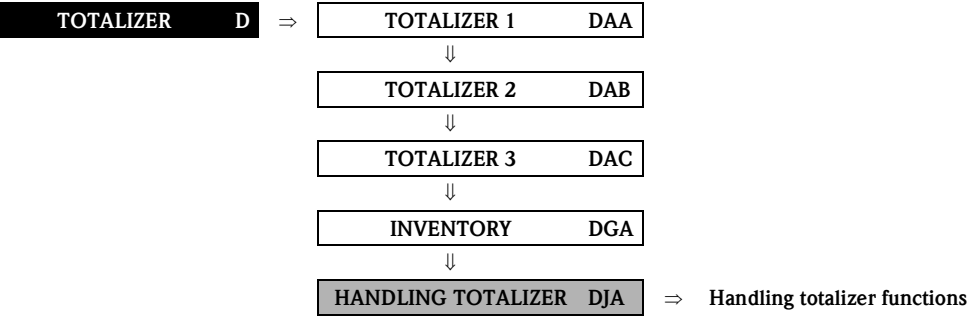 TOTALIZER D ⇒ TOTALIZER 1 DAA
⇓
TOTALIZER 2 DAB
⇓
TOTALIZER 3 DAC
⇓
INVENTORY DGA
⇓
HANDLING TOTALIZER DJA ⇒ Handling totalizer functions